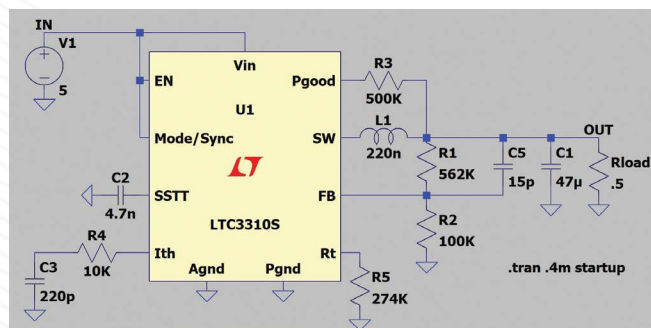 IN
V1
5
Vin
EN
U1
Mode/Sync
Pgood
R3
500K
SW
L1
220n
OUT
R1
562K
C5
15p
C1
47µ
Rload
.5
C2
4.7n
SSTT
LTC3310S
FB
R2
100K
R4
10K
C3
220p
Ith
Agnd
Pgnd
Rt
R5
274K
.tran .4m startup